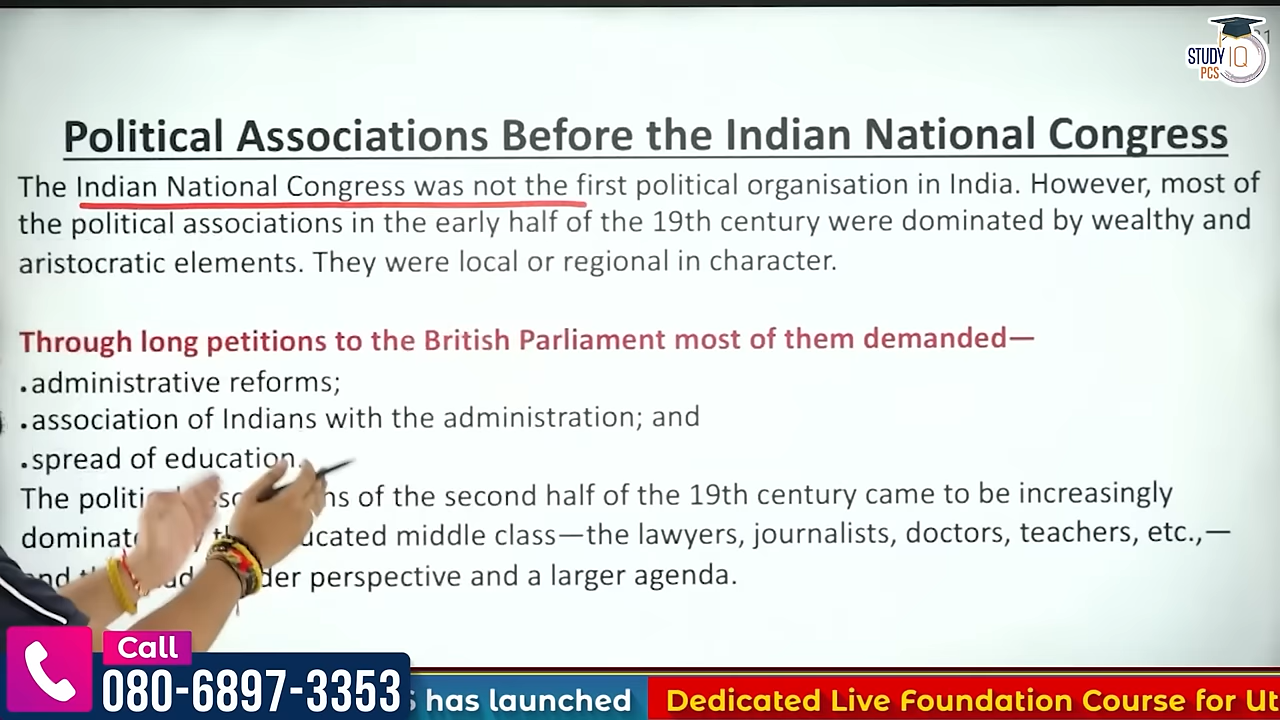 STUDY IQ
PCS
Political Associations Before the Indian National Congress
The Indian National Congress was not the first political organisation in India. However, most of
the political associations in the early half of the 19th century were dominated by wealthy and
aristocratic elements. They were local or regional in character.
Through long petitions to the British Parliament most of them demanded—
.administrative reforms;
.association of Indians with the administration; and
.spread of education.
The of the second half of the 19th century came to be increasingly
middle class—the lawyers, journalists, doctors, teachers, etc.,—
perspective and a larger agenda.
Call
080-6897-3353
has launched
Dedicated Live Foundation Course for Ut